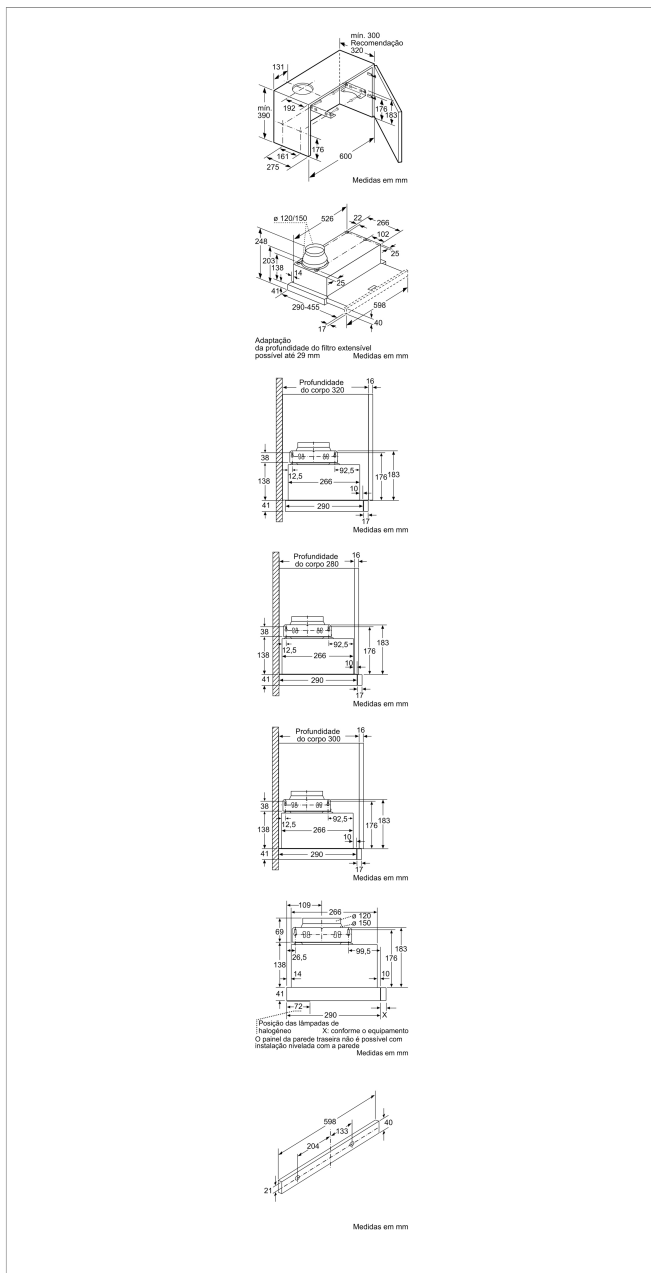 mín. 300
Recomendação
320
131
192
mín.
390
176
183
176
161
600
275
Medidas em mm
526
22
266
ø 120/150
102
248
203
138
14
25
25
41
290-455
598
17
40
Adaptação
da profundidade do filtro extensível
possível até 29 mm
Medidas em mm
Profundidade
do corpo 320
16
38
92,5
12,5
176
183
138
266
10
41
290
17
Medidas em mm
Profundidade
do corpo 280
16
38
92,5
12,5
183
176
138
266
10
41
290
17
Medidas em mm
Profundidade
do corpo 300
16
38
92,5
12,5
183
176
138
266
10
41
290
17
Medidas em mm
109
266
ø 120
ø 150
69
183
176
26,5
99,5
138
14
10
41
72
290
X
Posição das lâmpadas de
halogéneo
X: conforme o equipamento
O painel da parede traseira não é possível com
instalação nivelada com a parede
Medidas em mm
598
133
40
204
21
Medidas em mm